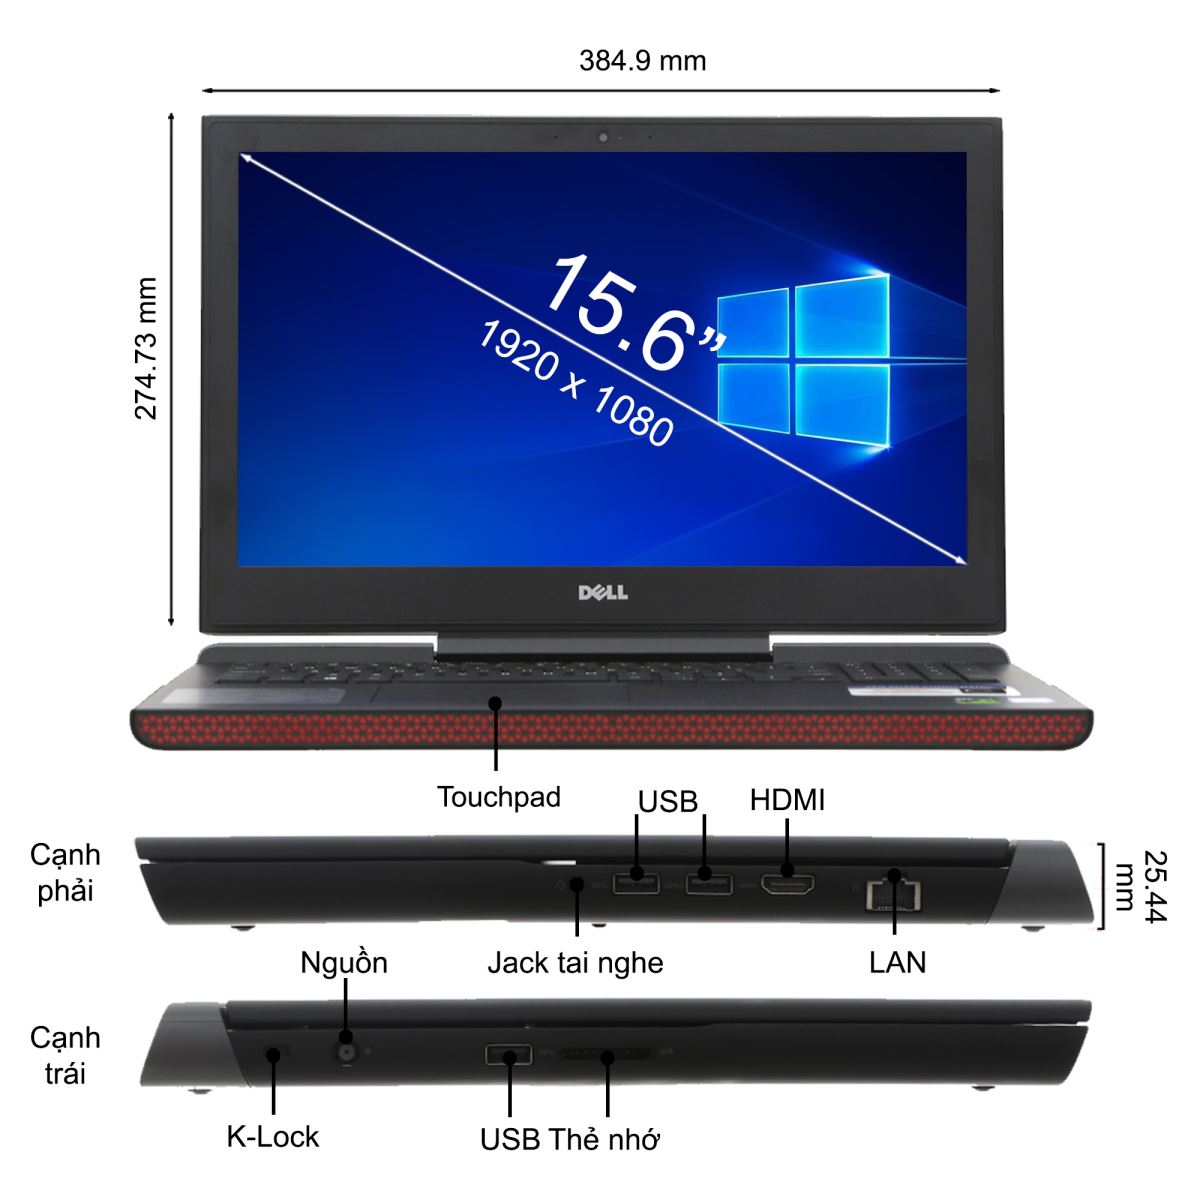 384.9 mm
274.73 mm
15.6”
1920 x 1080
DELL
Touchpad
USB
HDMI
Cạnh
phải
25.44
mm
Nguồn
Jack tai nghe
LAN
Cạnh
trái
K-Lock
USB Thẻ nhớ